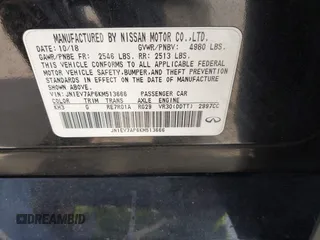 MANUFACTURED BY NISSAN MOTOR CO.,LTD.
10/18 GVWR/PNBV: 4860 LBS.
GAWR/PNBE FR: 2546 LBS. RR: 2513 LBS.
THIS VEHICLE CONFORMS TO ALL APPLICABLE FEDERAL
MOTOR VEHICLE SAFETY,BUMPER,AND THEFT PREVENTION
STANDARDS IN EFFECT ON THE DATE OF MANUFACTURE
SHOWN ABOVE.
VIN: JN1EV7AP6KM513666 PASSENGER CAR
COLOR TRIM TRANS AXLE ENGINE
KH3 G RE7R01A RG29 VR30(DDTT) 2997CC
JN1EV7AP6KM513666
DREAMBID